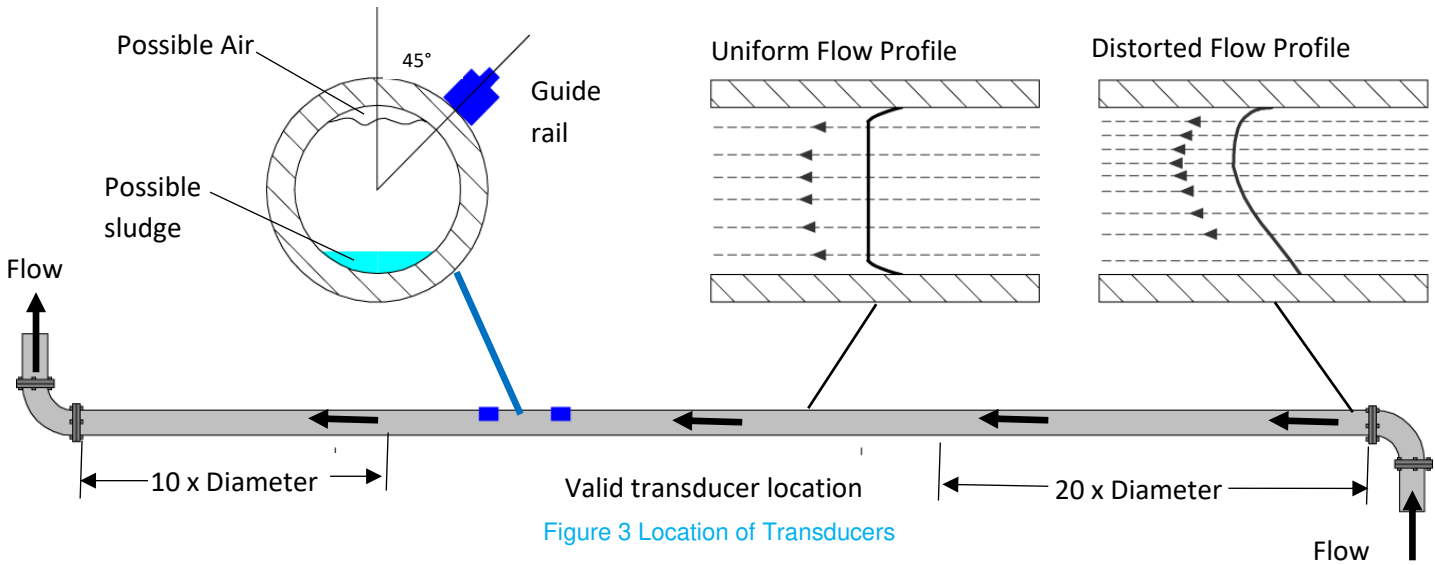 Possible Air
45°
Guide
rail
Possible
sludge
Uniform Flow Profile
Distorted Flow Profile
Flow
10 x Diameter
Valid transducer location
20 x Diameter
Figure 3 Location of Transducers
Flow